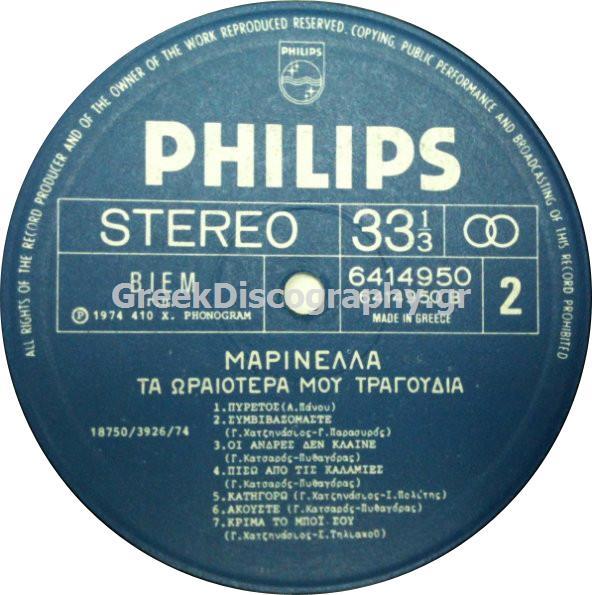 ALL RIGHTS OF THE RECORD PRODUCER AND OF THE OWNER OF THE WORK REPRODUCED RESERVED. COPYING, PUBLIC PERFORMANCE AND BROADCASTING OF THIS RECORD PROHIBITED
PHILIPS
PHILIPS
STEREO 33 1/3
BIEM 6414950 2
6414950 B
GreekDiscography.gr
Ⓟ 1974 410 X. PHONOGRAM MADE IN GREECE
ΜΑΡΙΝΕΛΛΑ
ΤΑ ΩΡΑΙΟΤΕΡΑ ΜΟΥ ΤΡΑΓΟΥΔΙΑ
18750/3926/74
1. ΠΥΡΕΤΟΣ (Α. Πάνου)
2. ΣΥΜΒΙΒΑΖΟΜΑΣΤΕ
(Γ. Χατζηνάσιος-Γ. Παρασυρός)
3. ΟΙ ΑΝΔΡΕΣ ΔΕΝ ΚΛΑΙΝΕ
(Γ. Κατσαρός-Πυθαγόρας)
4. ΠΙΣΩ ΑΠΟ ΤΙΣ ΚΑΛΑΜΙΕΣ
(Γ. Κατσαρός-Πυθαγόρας)
5. ΚΑΤΗΓΟΡΩ (Γ. Χατζηνάσιος-Ι. Πολίτης)
6. ΑΚΟΥΣΤΕ (Γ. Κατσαρός-Πυθαγόρας)
7. ΚΡΙΜΑ ΤΟ ΜΠΟΪ ΣΟΥ
(Γ. Χατζηνάσιος-Σ. Τηλιακοῦ)